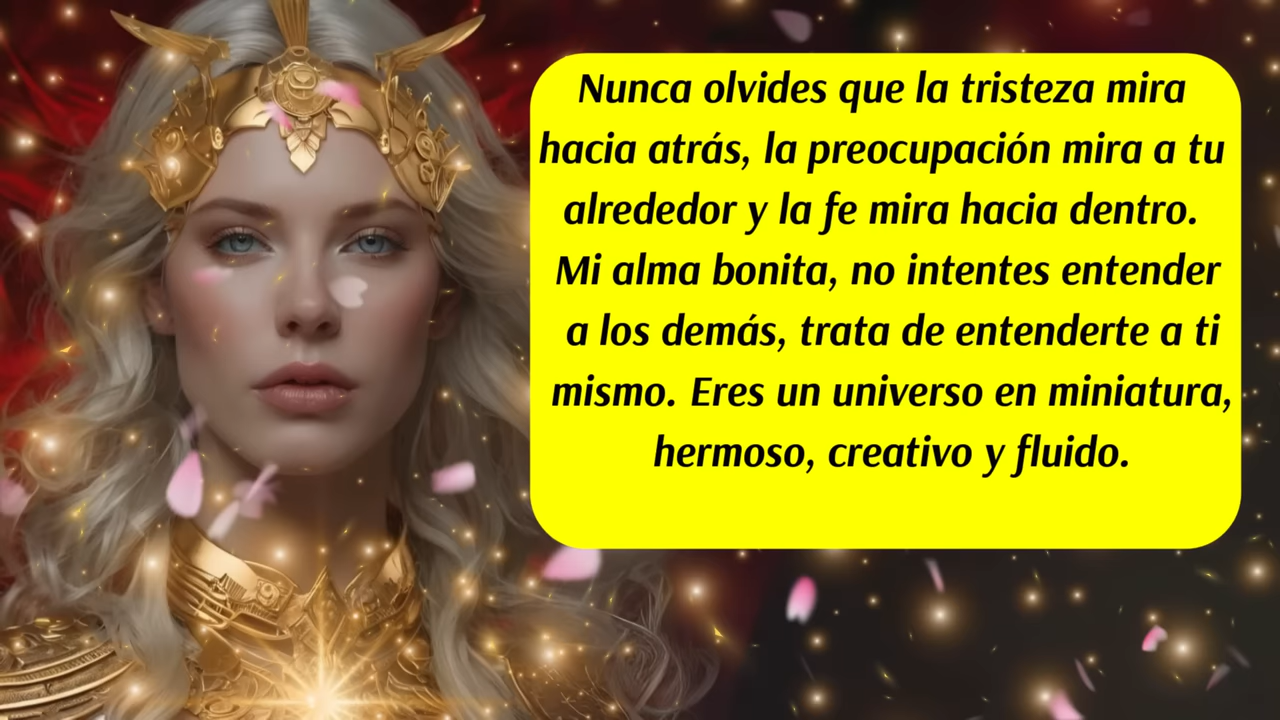 Nunca olvides que la tristeza mira
hacia atrás, la preocupación mira a tu
alrededor y la fe mira hacia dentro.
Mi alma bonita, no intentes entender
a los demás, trata de entenderte a ti
mismo. Eres un universo en miniatura,
hermoso, creativo y fluido.